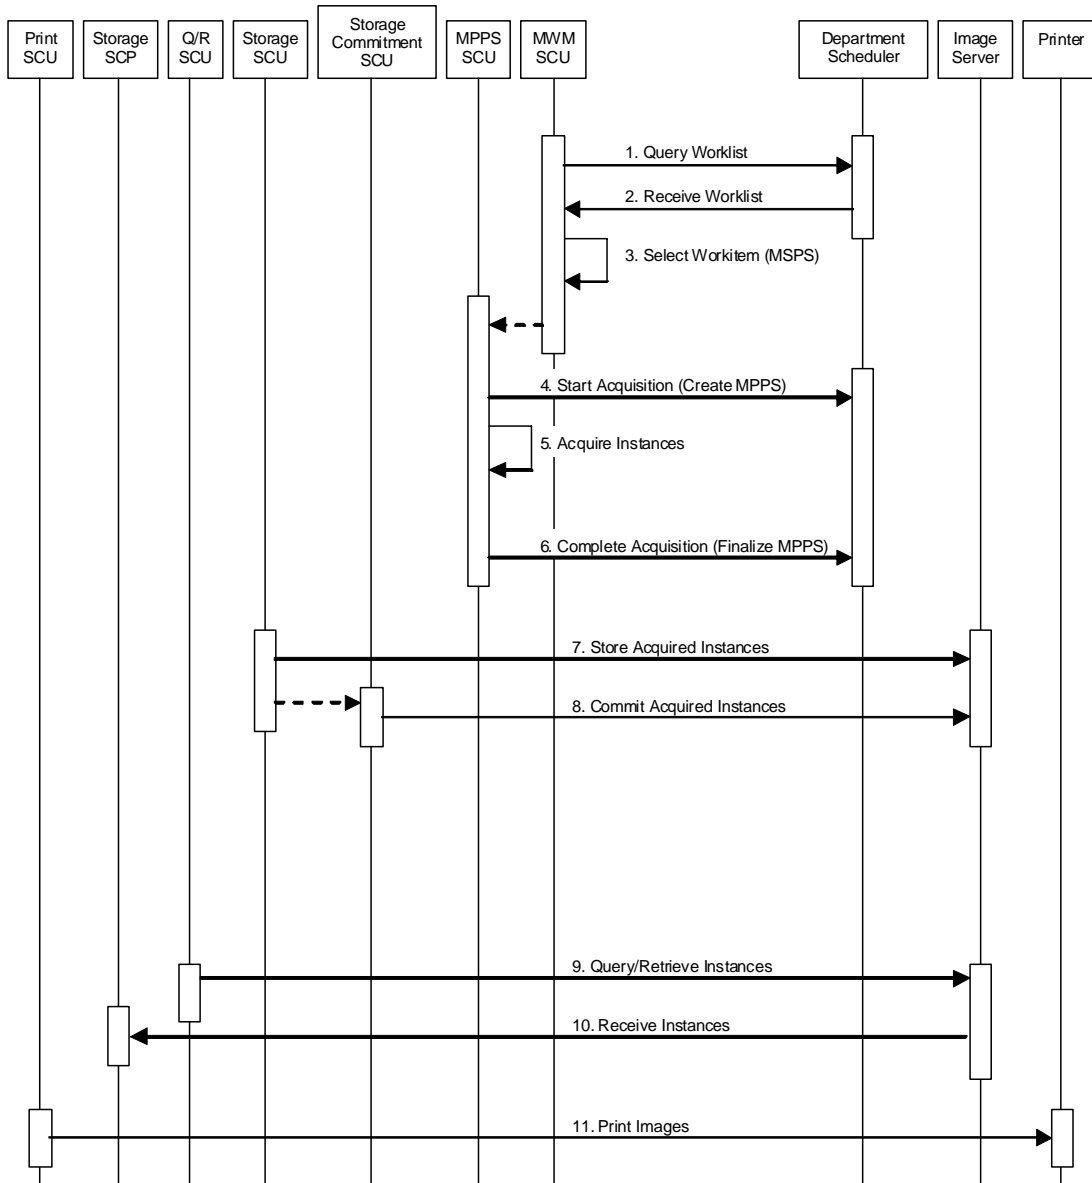 Print
SCU
Storage
SCP
Q/R
SCU
Storage
SCU
Storage
Commitment
SCU
MPPS
SCU
MWM
SCU
Department
Scheduler
Image
Server
Printer
1. Query Worklist
2. Receive Worklist
3. Select Workitem (MSPS)
4. Start Acquisition (Create MPPS)
5. Acquire Instances
6. Complete Acquisition (Finalize MPPS)
7. Store Acquired Instances
8. Commit Acquired Instances
9. Query/Retrieve Instances
10. Receive Instances
11. Print Images